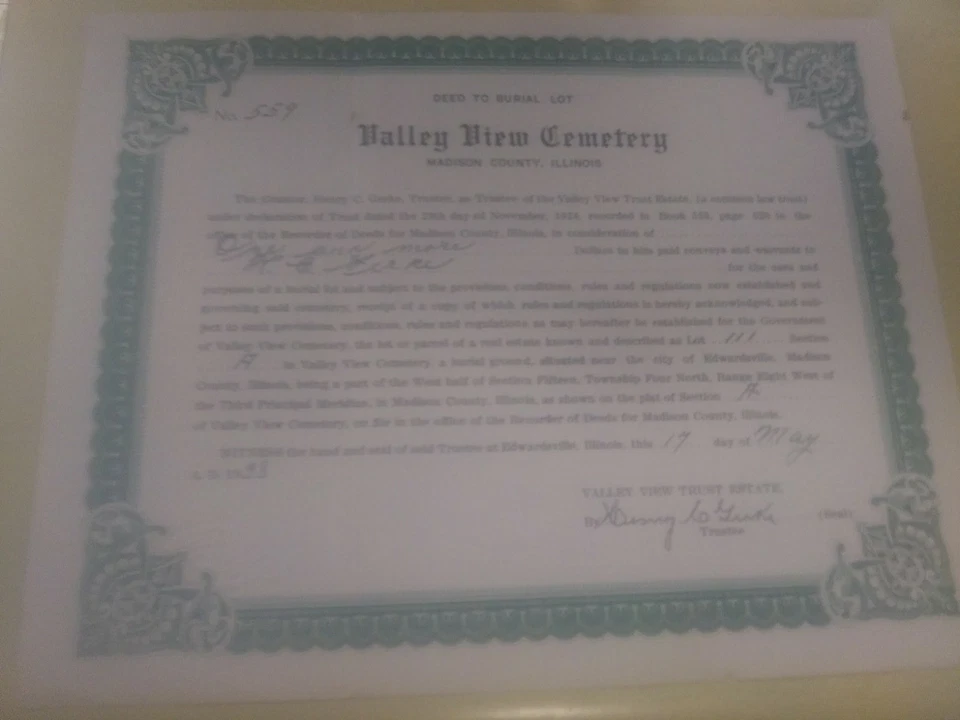 No. 559
DEED TO BURIAL LOT
Valley View Cemetery
MADISON COUNTY, ILLINOIS
The Grantor, Henry C. Gerke, Trustee, as Trustee of the Valley View Trust Estate, (a common law trust)
under declaration of Trust dated the day of November, recorded in Book page in the
office of the Recorder of Deeds for Madison County, Illinois, in consideration of
One and more Dollars to him paid conveys and warrants to
H C Gerke for the uses and
purposes of a burial lot and subject to the provisions, conditions, rules and regulations now established and
governing said cemetery, receipt of a copy of which rules and regulations is hereby acknowledged, and sub-
ject to such provisions, conditions, rules and regulations as may hereafter be established for the Government
of Valley View Cemetery, the lot or parcel of a real estate known and described as Lot 111 Section
A in Valley View Cemetery, a burial ground, situated near the city of Edwardsville, Madison
County, Illinois, being a part of the West half of Section Fifteen, Township Four North, Range Eight West of
the Third Principal Meridian, in Madison County, Illinois, as shown on the plat of Section A
of Valley View Cemetery, on file in the office of the Recorder of Deeds for Madison County, Illinois.
WITNESS the hand and seal of said Trustee at Edwardsville, Illinois, this 17 day of May
A. D.
VALLEY VIEW TRUST ESTATE,
By Henry C Gerke (Seal)
Trustee